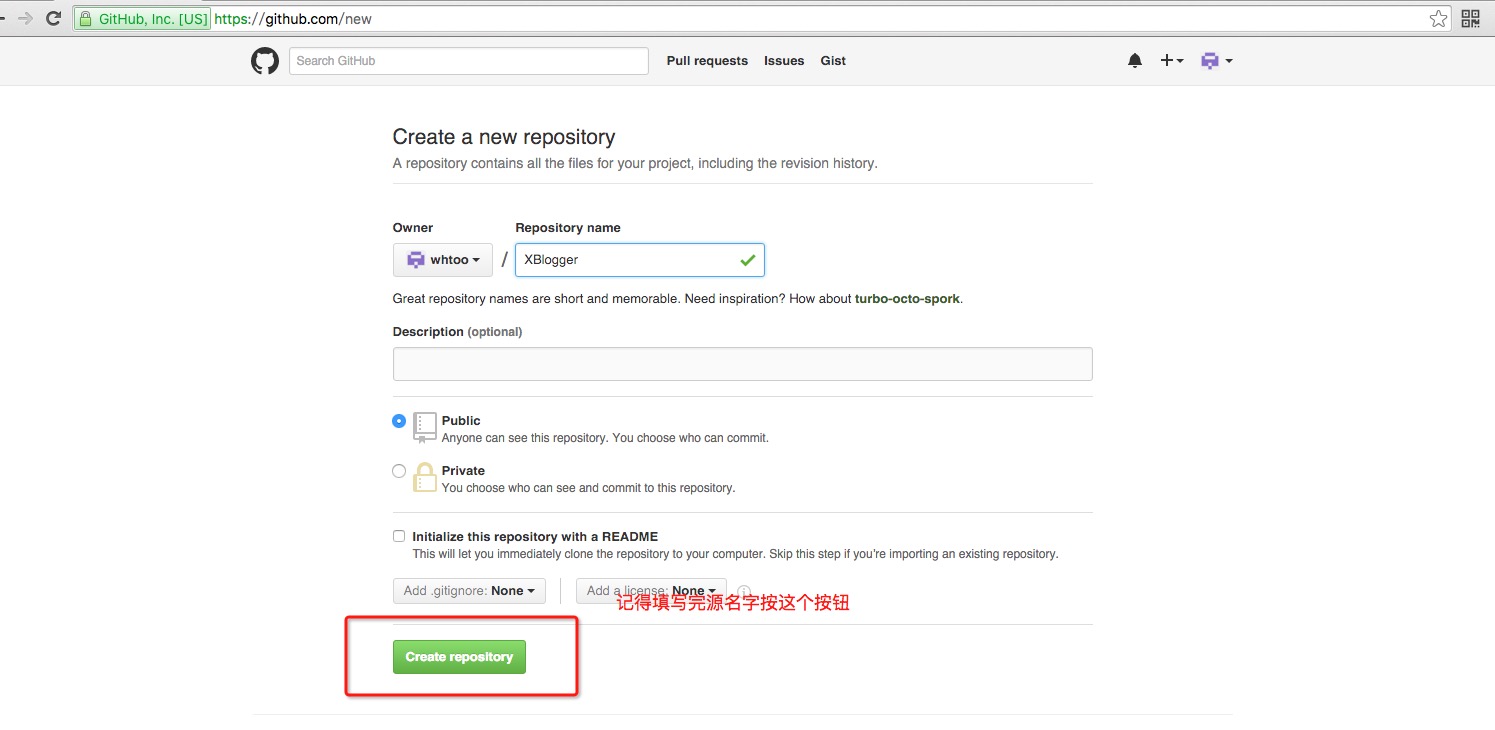 GitHub, Inc. [US] https://github.com/new
Search GitHub Pull requests Issues Gist
Create a new repository
A repository contains all the files for your project, including the revision history.
Owner Repository name
whtoo / XBlogger
Great repository names are short and memorable. Need inspiration? How about turbo-octo-spork.
Description (optional)
Public
Anyone can see this repository. You choose who can commit.
Private
You choose who can see and commit to this repository.
Initialize this repository with a README
This will let you immediately clone the repository to your computer. Skip this step if you're importing an existing repository.
Add .gitignore: None Add a license: None
记得填写完源名字按这个按钮
Create repository